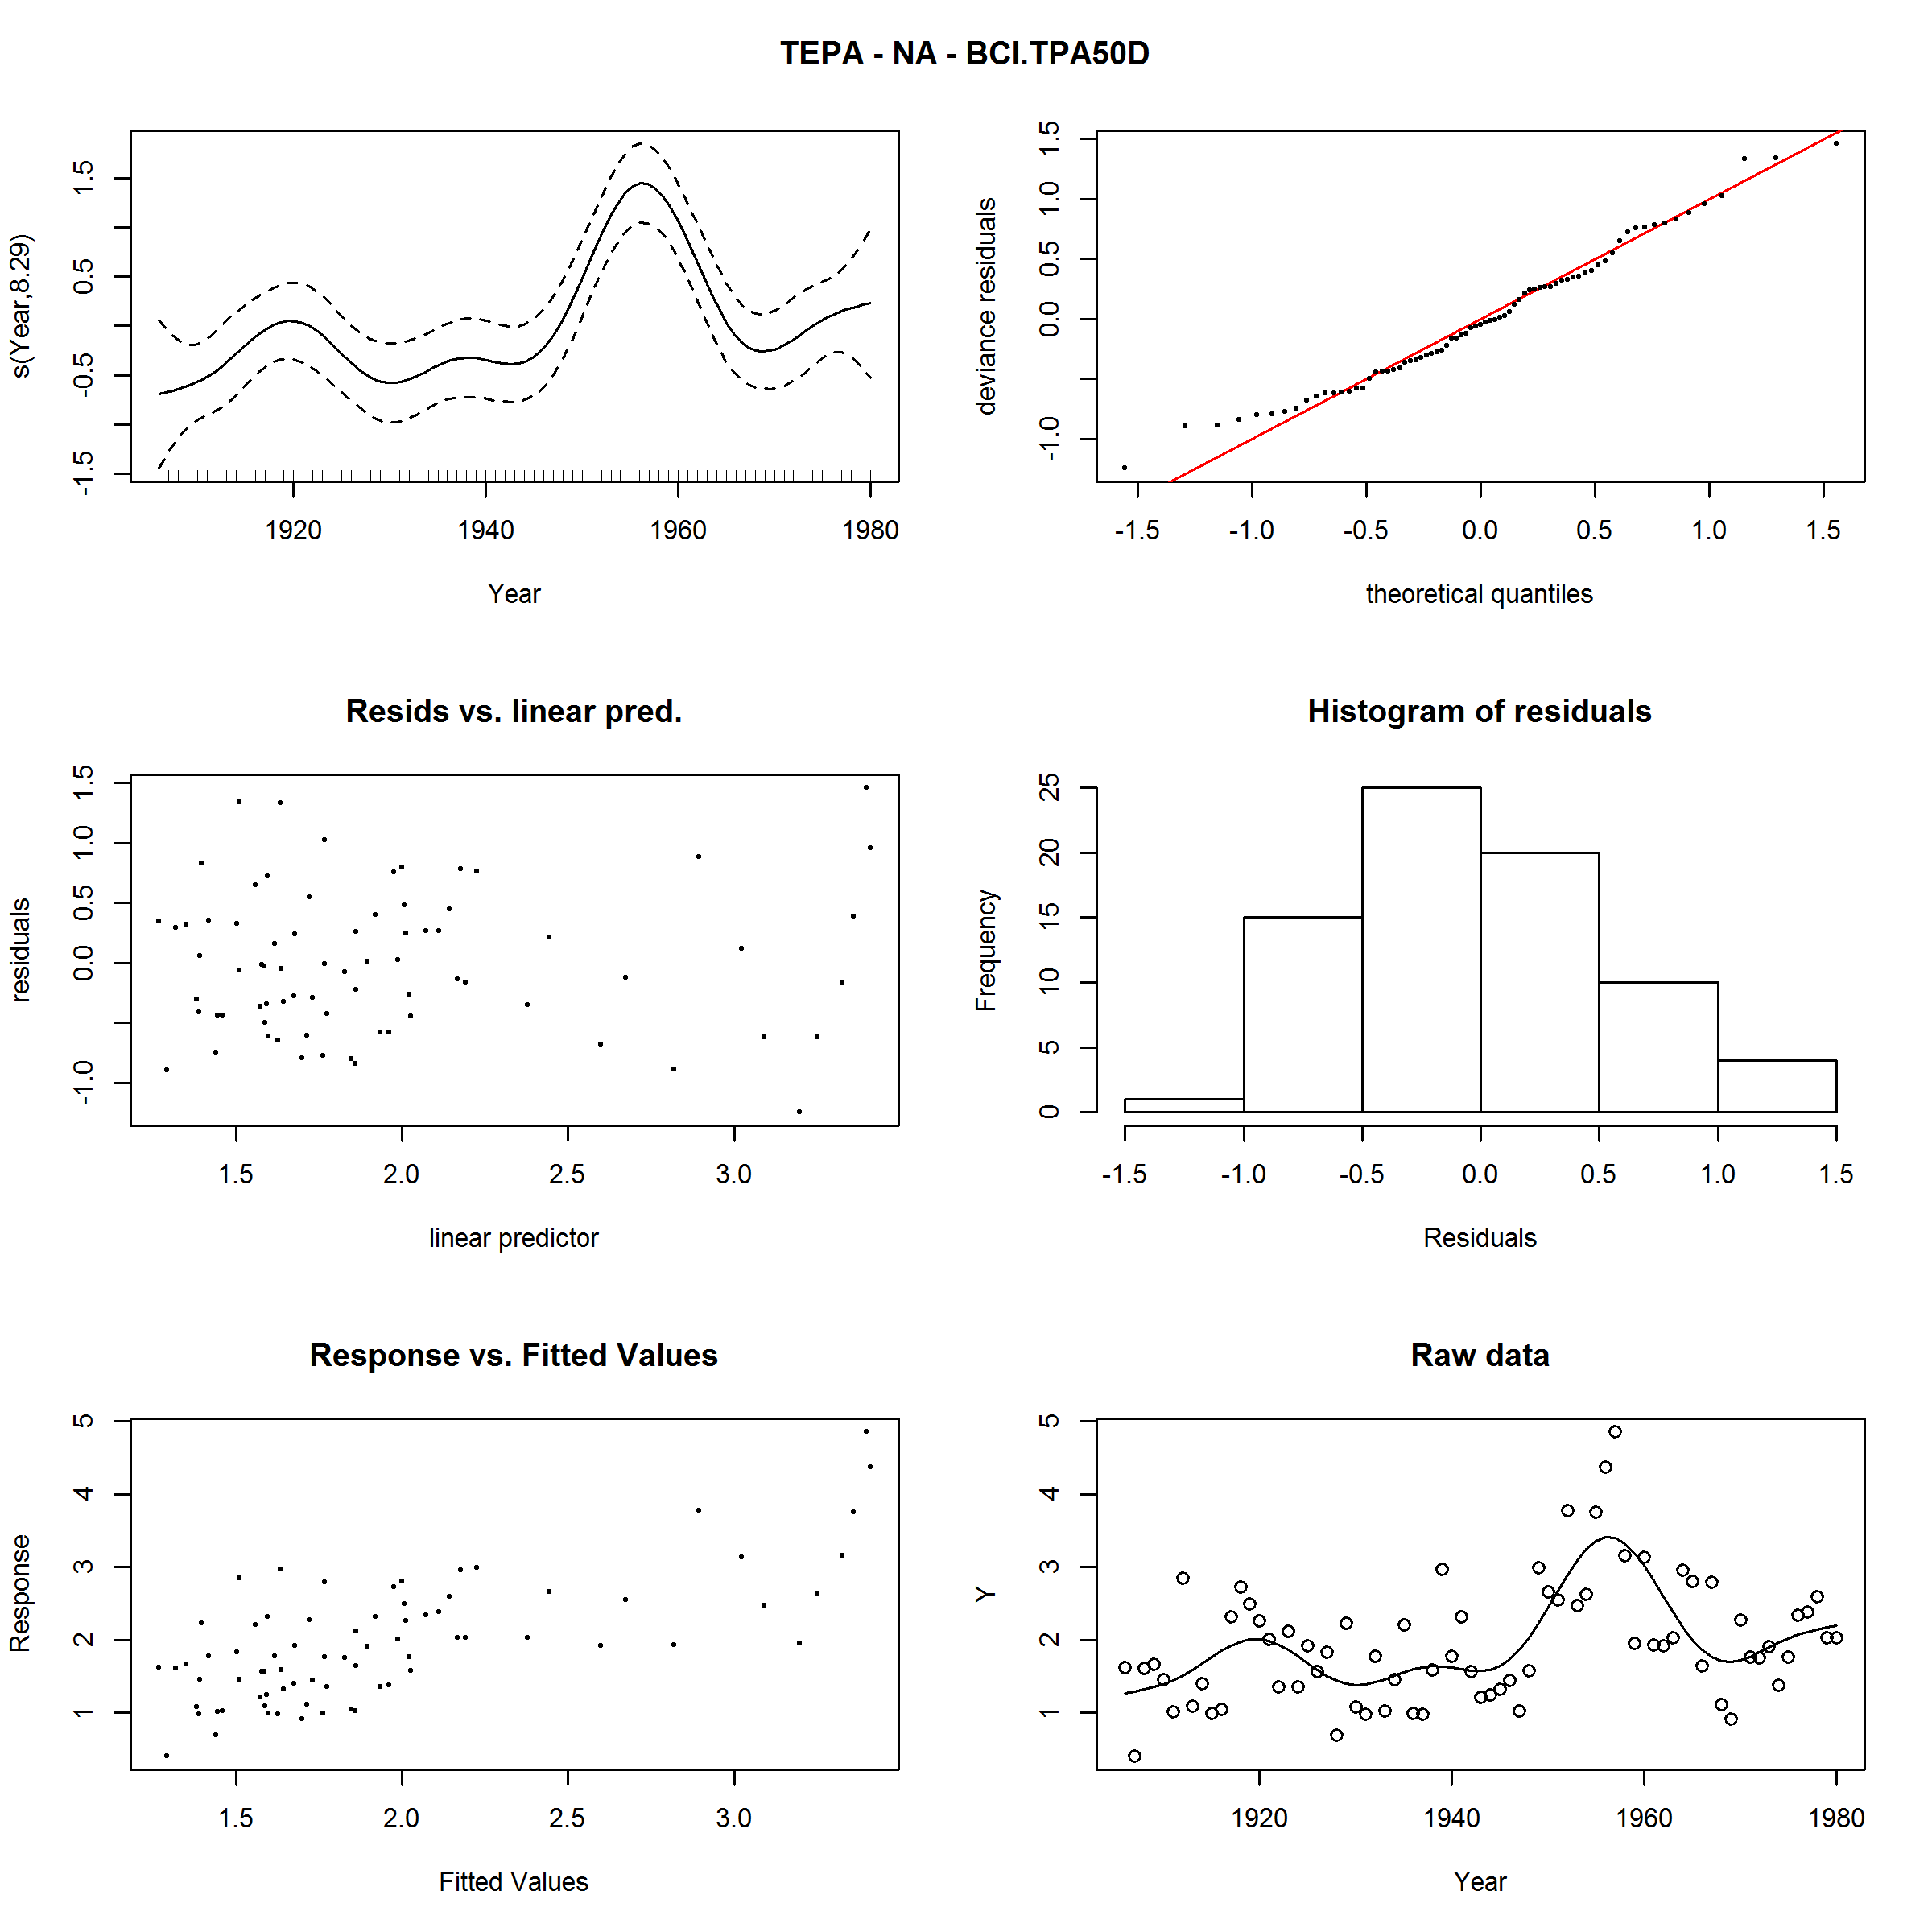 TEPA - NA - BCI.TPA50D
s(Year,8.29)
-1.5 -0.5 0.5 1.5
1920 1940 1960 1980
Year
deviance residuals
-1.0 0.0 0.5 1.0 1.5
-1.5 -1.0 -0.5 0.0 0.5 1.0 1.5
theoretical quantiles
Resids vs. linear pred.
residuals
-1.0 0.0 0.5 1.0 1.5
1.5 2.0 2.5 3.0
linear predictor
Histogram of residuals
Frequency
0 5 10 15 20 25
-1.5 -1.0 -0.5 0.0 0.5 1.0 1.5
Residuals
Response vs. Fitted Values
Response
1 2 3 4 5
1.5 2.0 2.5 3.0
Fitted Values
Raw data
Y
1 2 3 4 5
1920 1940 1960 1980
Year